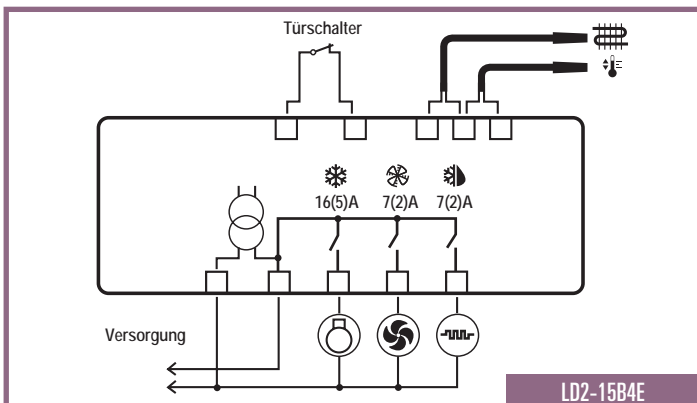 Türschalter
16(5)A 7(2)A 7(2)A
Versorgung
LD2-15B4E